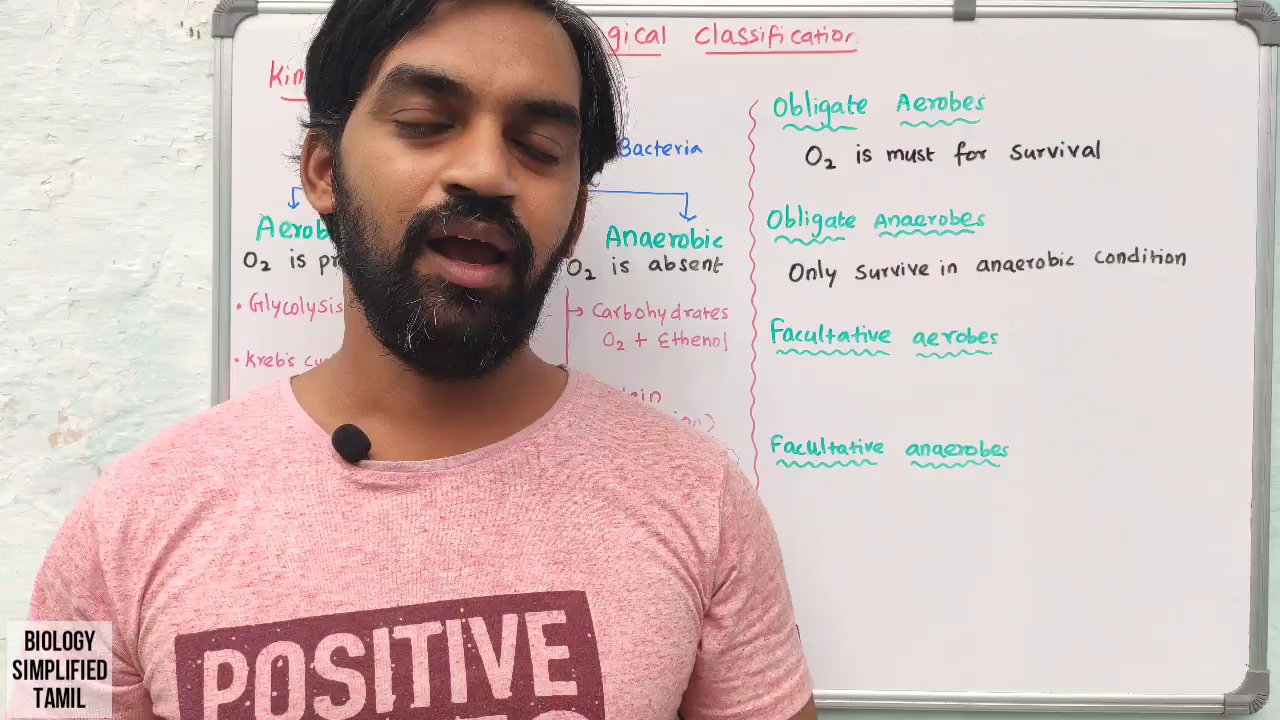 gical Classification
Kin
Bacteria
Aerob
O₂ is pr
• Glycolysis
• Kreb's cy
Anaerobic
O₂ is absent
→ Carbohydrates
O₂ + Ethenol
Obligate Aerobes
O₂ is must for survival
Obligate Anaerobes
Only survive in anaerobic condition
Facultative aerobes
Facultative anaerobes
POSITIVE
BIOLOGY
SIMPLIFIED
TAMIL